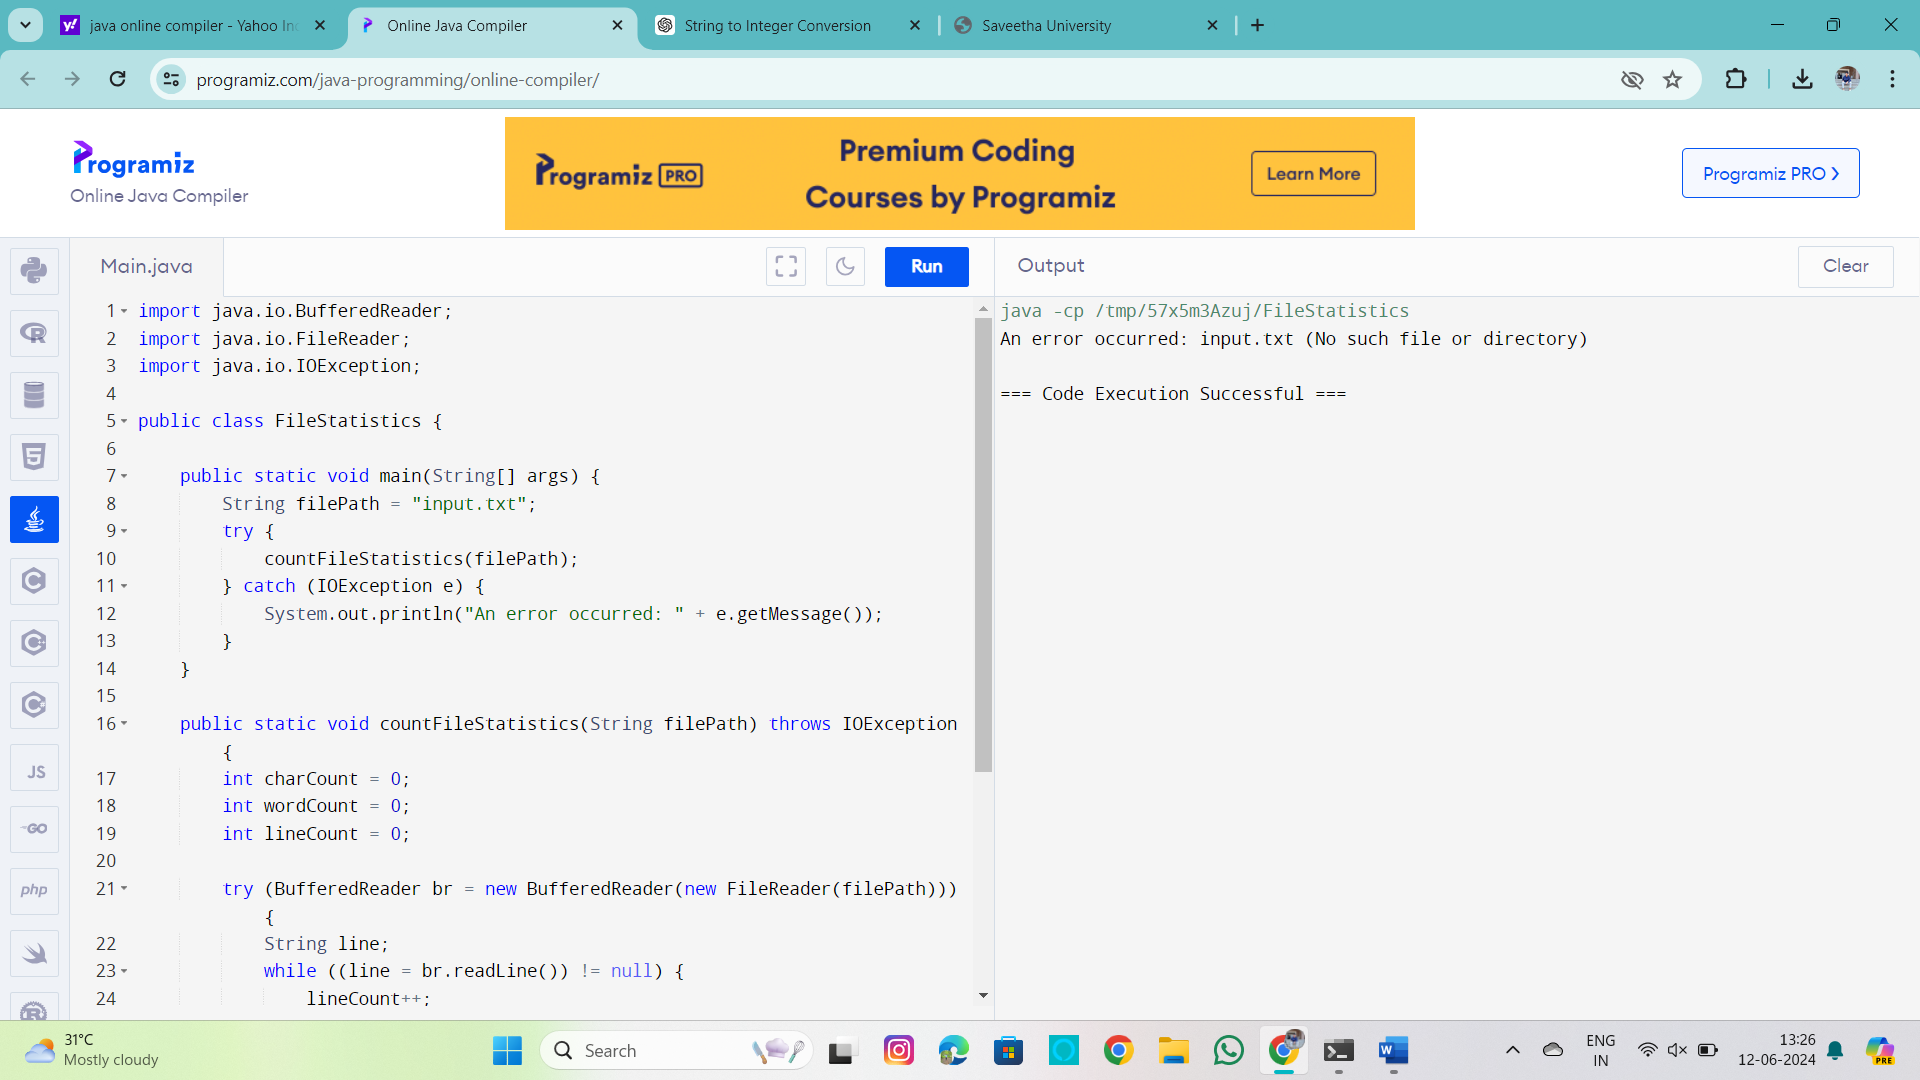 java online compiler - Yahoo In
Online Java Compiler
String to Integer Conversion
Saveetha University
programiz.com/java-programming/online-compiler/
Programiz
Online Java Compiler
Programiz PRO
Premium Coding
Courses by Programiz
Learn More
Programiz PRO
Main.java
Run
Output
Clear
1 import java.io.BufferedReader;
2 import java.io.FileReader;
3 import java.io.IOException;
4
5 public class FileStatistics {
6
7 public static void main(String[] args) {
8 String filePath = "input.txt";
9 try {
10 countFileStatistics(filePath);
11 } catch (IOException e) {
12 System.out.println("An error occurred: " + e.getMessage());
13 }
14 }
15
16 public static void countFileStatistics(String filePath) throws IOException
{
17 int charCount = 0;
18 int wordCount = 0;
19 int lineCount = 0;
20
21 try (BufferedReader br = new BufferedReader(new FileReader(filePath)))
{
22 String line;
23 while ((line = br.readLine()) != null) {
24 lineCount++;
java -cp /tmp/57x5m3Azuj/FileStatistics
An error occurred: input.txt (No such file or directory)
=== Code Execution Successful ===
JS
GO
php
31°C
Mostly cloudy
Search
ENG
IN
13:26
12-06-2024
PRE